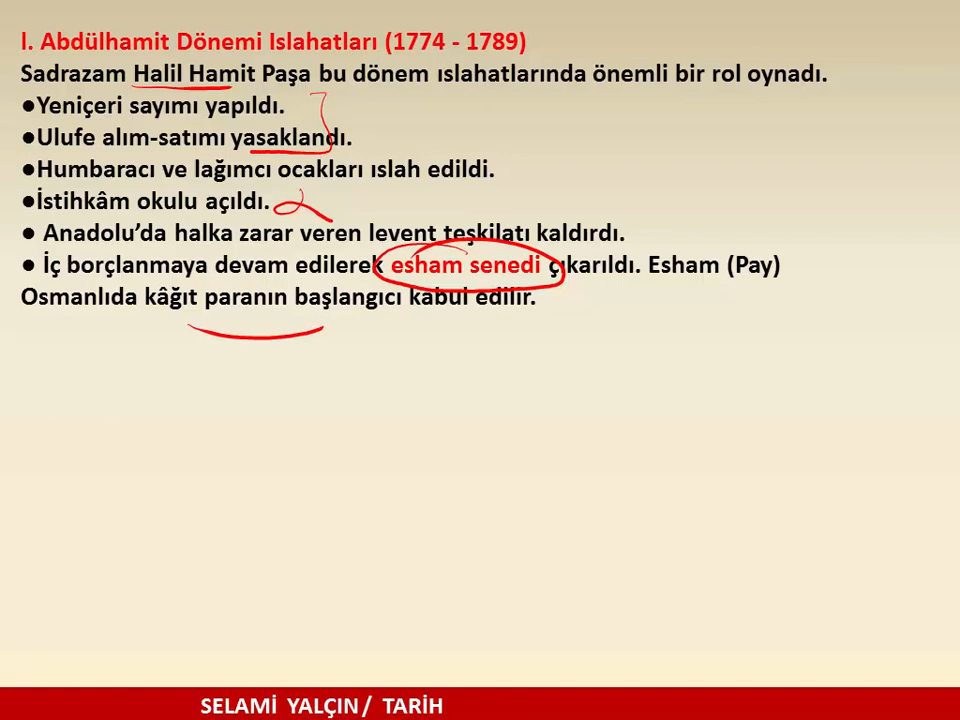 I. Abdülhamit Dönemi Islahatları (1774 - 1789)
Sadrazam Halil Hamit Paşa bu dönem ıslahatlarında önemli bir rol oynadı.
●Yeniçeri sayımı yapıldı.
●Ulufe alım-satımı yasaklandı.
●Humbaracı ve lağımcı ocakları ıslah edildi.
●İstihkâm okulu açıldı.
● Anadolu’da halka zarar veren levent teşkilatı kaldırdı.
● İç borçlanmaya devam edilerek esham senedi çıkarıldı. Esham (Pay)
Osmanlıda kâğıt paranın başlangıcı kabul edilir.
SELAMİ YALÇIN / TARİH